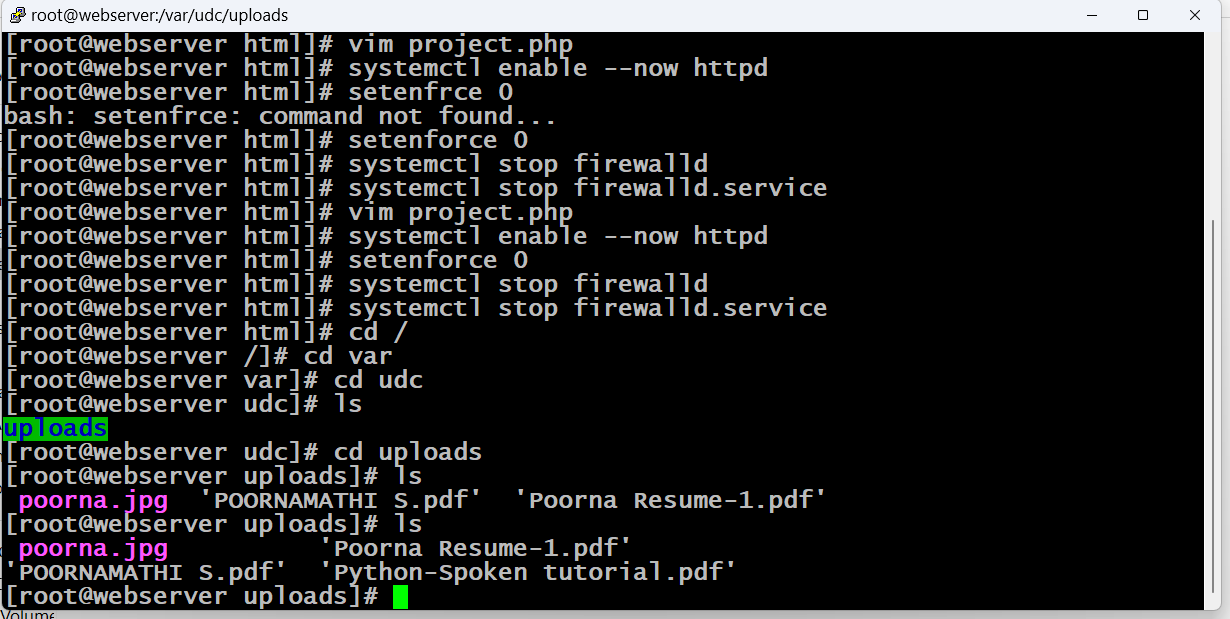 root@webserver:/var/udc/uploads
[root@webserver html]# vim project.php
[root@webserver html]# systemctl enable --now httpd
[root@webserver html]# setenfrce 0
bash: setenfrce: command not found...
[root@webserver html]# setenforce 0
[root@webserver html]# systemctl stop firewalld
[root@webserver html]# systemctl stop firewalld.service
[root@webserver html]# vim project.php
[root@webserver html]# systemctl enable --now httpd
[root@webserver html]# setenforce 0
[root@webserver html]# systemctl stop firewalld
[root@webserver html]# systemctl stop firewalld.service
[root@webserver html]# cd /
[root@webserver /]# cd var
[root@webserver var]# cd udc
[root@webserver udc]# ls
uploads
[root@webserver udc]# cd uploads
[root@webserver uploads]# ls
poorna.jpg 'POORNAMATHI S.pdf' 'Poorna Resume-1.pdf'
[root@webserver uploads]# ls
poorna.jpg 'Poorna Resume-1.pdf'
'POORNAMATHI S.pdf' 'Python-Spoken tutorial.pdf'
[root@webserver uploads]#